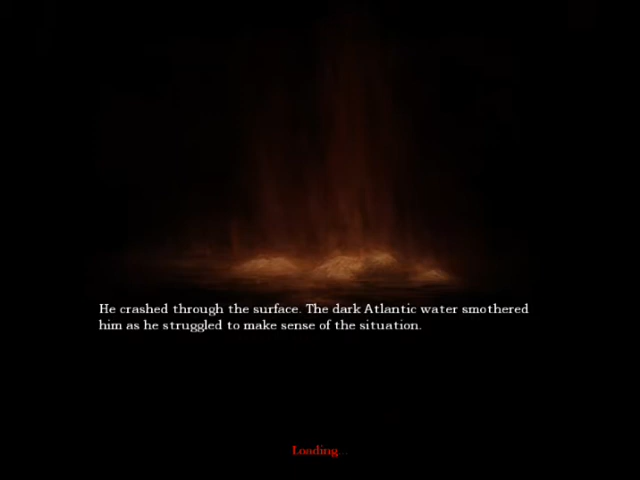 He crashed through the surface. The dark Atlantic water smothered
him as he struggled to make sense of the situation.
Loading...